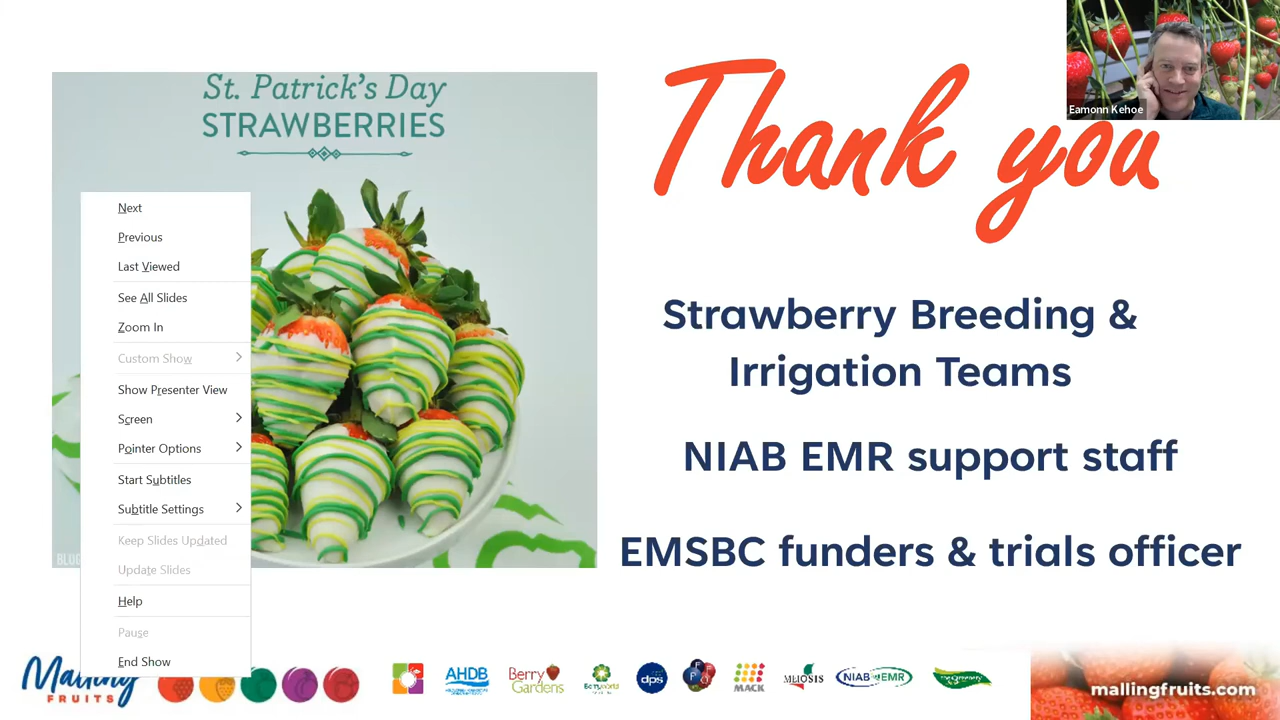 St. Patrick's Day
STRAWBERRIES
Thank you
Eamonn Kehoe
Strawberry Breeding &
Irrigation Teams
NIAB EMR support staff
EMSBC funders & trials officer
Next
Previous
Last Viewed
See All Slides
Zoom In
Custom Show
Show Presenter View
Screen
Pointer Options
Start Subtitles
Subtitle Settings
Keep Slides Updated
Update Slides
Help
Pause
End Show
BLOG
Malling
FRUITS
AHDB
Berry
Gardens
dps
MACK
MEIOSIS
NIAB EMR
mallingfruits.com